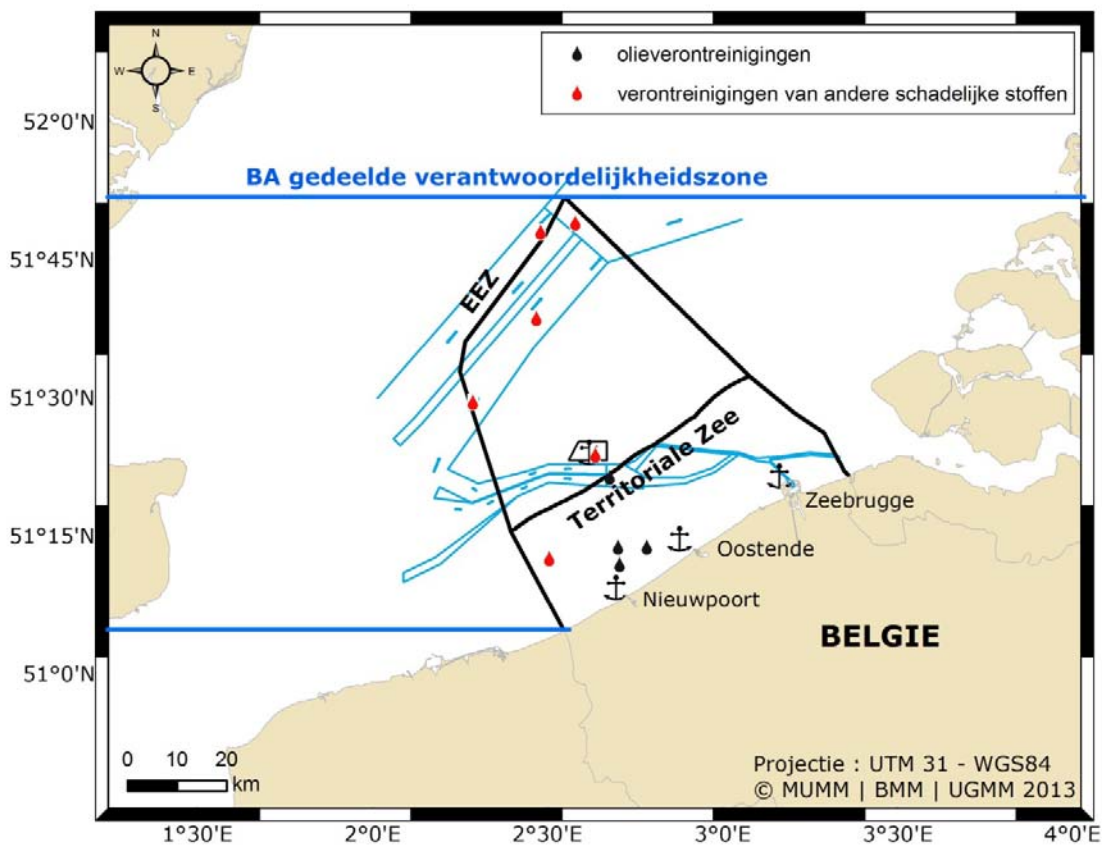 N
W
E
S
olieverontreinigingen
verontreinigingen van andere schadelijke stoffen
52°0'N
BA gedeelde verantwoordelijkheidszone
51°45'N
EEZ
51°30'N
Territoriale Zee
Zeebrugge
51°15'N
Oostende
Nieuwpoort
BELGIE
51°0'N
0 10 20
km
Projectie : UTM 31 - WGS84
© MUMM | BMM | UGMM 2013
1°30'E 2°0'E 2°30'E 3°0'E 3°30'E 4°0'E